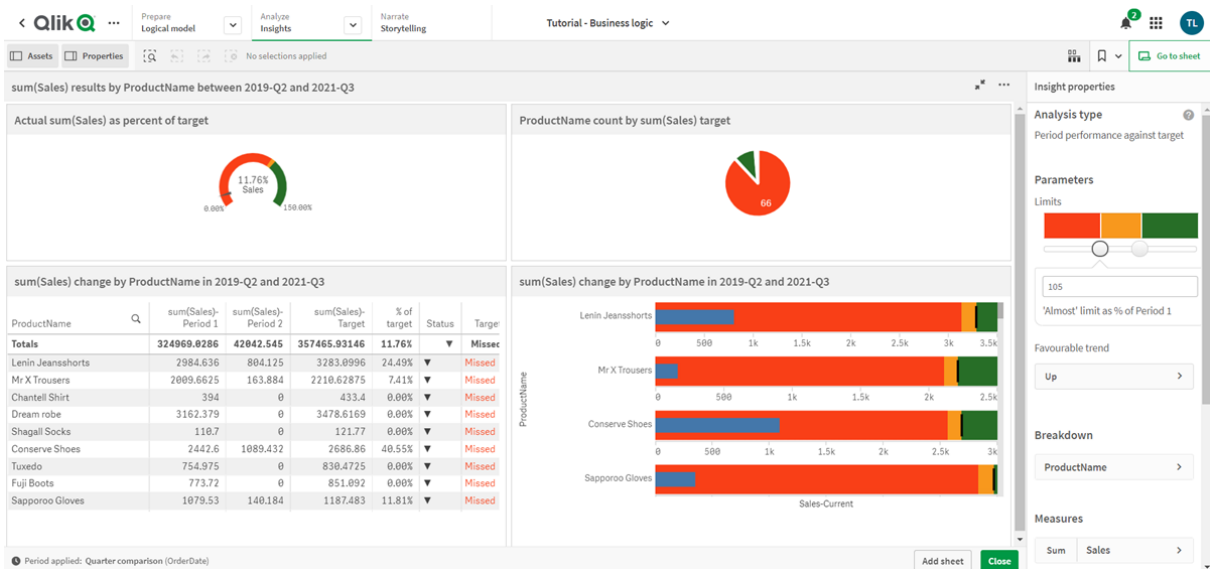 Qlik
Prepare
Logical model
Analyze
Insights
Narrate
Storytelling
Tutorial - Business logic
2
TL
Assets
Properties
No selections applied
Go to sheet
sum(Sales) results by ProductName between 2019-Q2 and 2021-Q3
Actual sum(Sales) as percent of target
11.76%
Sales
0.00%
150.00%
ProductName count by sum(Sales) target
66
sum(Sales) change by ProductName in 2019-Q2 and 2021-Q3
ProductName sum(Sales)-Period 1 sum(Sales)-Period 2 sum(Sales)-Target % of target Status Target
Totals 324969.0286 42042.545 357465.93146 11.76% ▼ Missed
Lenin Jeansshorts 2984.636 804.125 3283.0996 24.49% ▼ Missed
Mr X Trousers 2009.6625 163.884 2210.62875 7.41% ▼ Missed
Chantell Shirt 394 0 433.4 0.00% ▼ Missed
Dream robe 3162.379 0 3478.6169 0.00% ▼ Missed
Shagall Socks 110.7 0 121.77 0.00% ▼ Missed
Conserve Shoes 2442.6 1089.432 2686.86 40.55% ▼ Missed
Tuxedo 754.975 0 830.4725 0.00% ▼ Missed
Fuji Boots 773.72 0 851.092 0.00% ▼ Missed
Sapporoo Gloves 1079.53 140.184 1187.483 11.81% ▼ Missed
sum(Sales) change by ProductName in 2019-Q2 and 2021-Q3
ProductName
Lenin Jeansshorts
0 500 1k 1.5k 2k 2.5k 3k 3.5k
Mr X Trousers
0 500 1k 1.5k 2k 2.5k
Conserve Shoes
0 500 1k 1.5k 2k 2.5k 3k
Sapporoo Gloves
Sales-Current
Insight properties
Analysis type
Period performance against target
Parameters
Limits
105
'Almost' limit as % of Period 1
Favourable trend
Up
Breakdown
ProductName
Measures
Sum Sales
Period applied: Quarter comparison (OrderDate)
Add sheet
Close